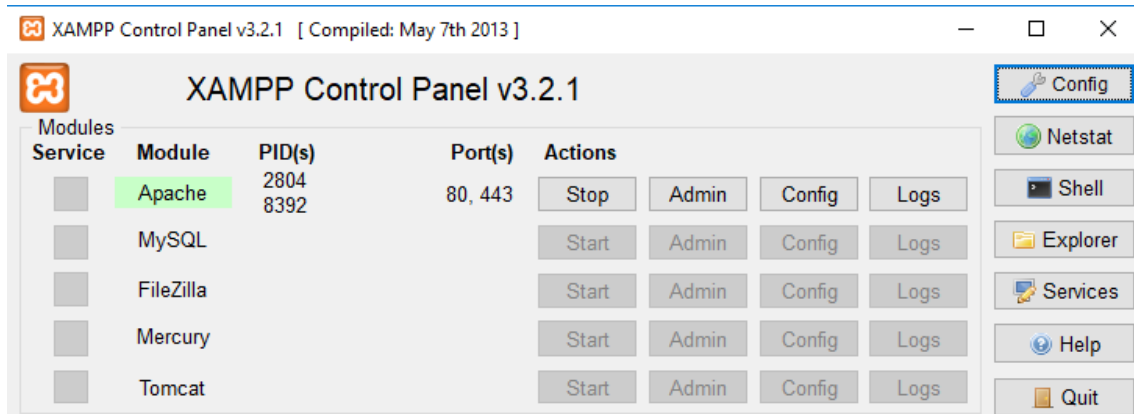 XAMPP Control Panel v3.2.1 [ Compiled: May 7th 2013 ]
XAMPP Control Panel v3.2.1
Config
Modules
Netstat
Service Module PID(s) Port(s) Actions
Apache 2804 8392 80, 443 Stop Admin Config Logs
Shell
MySQL Start Admin Config Logs
Explorer
FileZilla Start Admin Config Logs
Services
Mercury Start Admin Config Logs
Help
Tomcat Start Admin Config Logs
Quit